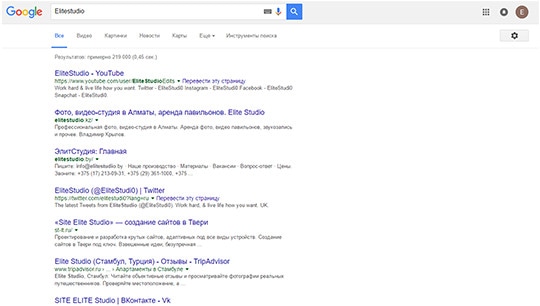 Google Elitestudio E
Все Видео Картинки Новости Карты Ещё Инструменты поиска
Результатов: примерно 219 000 (0,45 сек.)
EliteStudio - YouTube
https://www.youtube.com/user/EliteStudioEdits Перевести эту страницу
Work hard & live life how you want. Twitter - EliteStudi0 Instagram - EliteStudi0 Facebook - EliteStudi0
Snapchat - EliteStudi0.
Фото, видео-студия в Алматы, аренда павильонов. Elite Studio
elitestudio.kz/
Профессиональная фото, видео-студия в Алматы. Аренда фото, видео павильонов, звукозапись
и прочее. Владимир Крылов.
ЭлитСтудия: Главная
elitestudio.by/
Пишите: info@elitestudio.by · Наше производство · Материалы · Вакансии · Вопрос-ответ · Цены
Звоните: +375 (17) 213-09-31, +375 (29) 361-1000, +375 ...
EliteStudi0 (@EliteStudi0) | Twitter
https://twitter.com/elitestudi0?lang=ru Перевести эту страницу
The latest Tweets from EliteStudi0 (@EliteStudi0). Work hard, & live life how you want. UK.
«Site Elite Studio» — создание сайтов в Твери
st-it.ru/
Проектирование и разработка крутых сайтов, адаптивных под все виды устройств. Создание
сайтов в Твери под ключ. Взвешенные идеи, безупречная ...
Elite Studio (Стамбул, Турция) - Отзывы - TripAdvisor
www.tripadvisor.ru › ... › Апартаменты в Стамбуле
Elite Studio, Стамбул: Читайте объективные отзывы и просматривайте фотографии реальных
путешественников. Проверяйте местоположение, а ...
SITE ELITE Studio | ВКонтакте - Vk